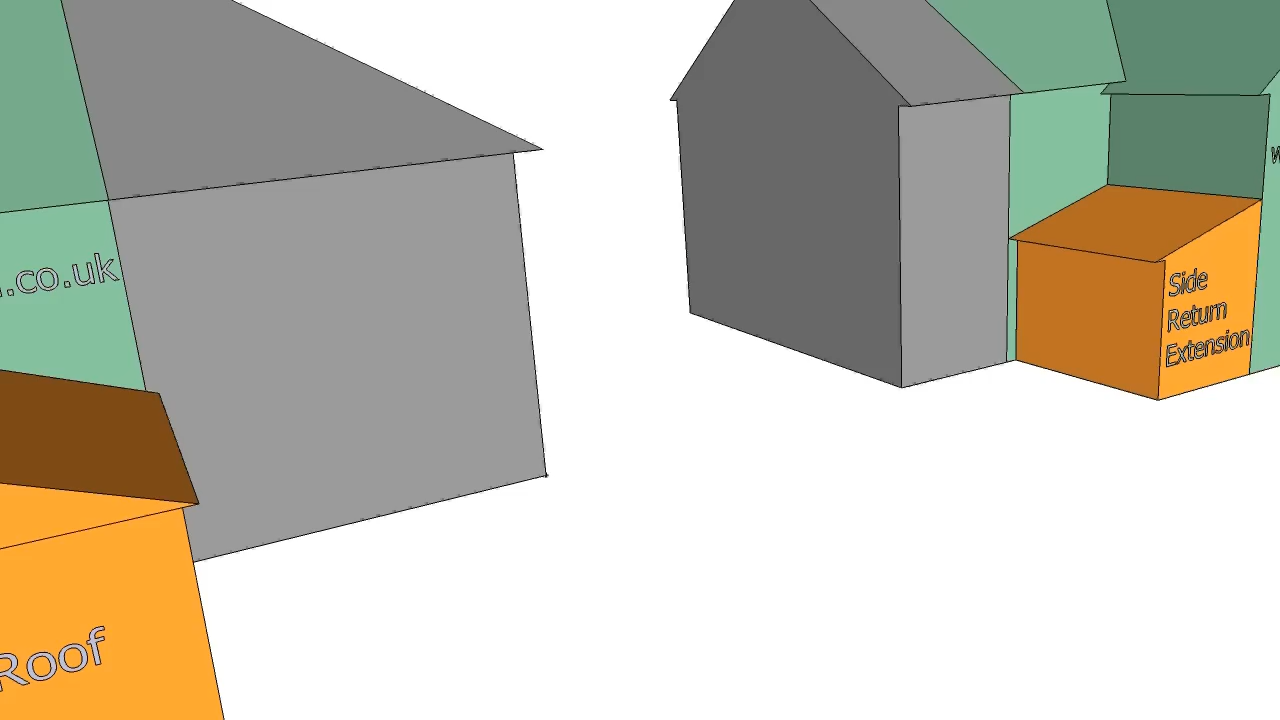 .co.uk
Roof
Side
Return
Extension
w